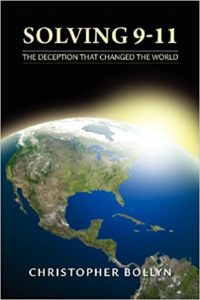 SOLVING 9-11
THE DECEPTION THAT CHANGED THE WORLD
CHRISTOPHER BOLLYN